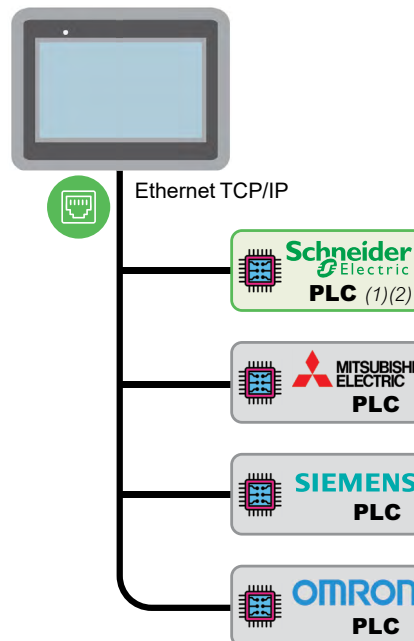 Ethernet TCP/IP
Schneider
Electric
PLC (1)(2)
MITSUBISHI
ELECTRIC
PLC
SIEMENS
PLC
OMRON
PLC